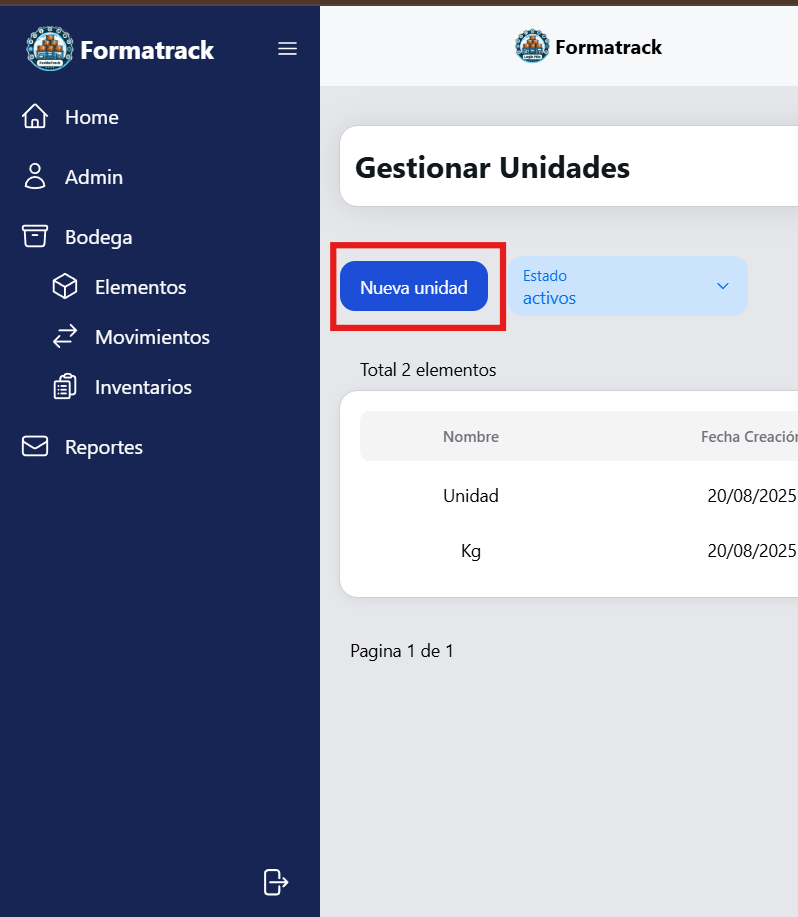 Formatrack
Home
Admin
Bodega
Elementos
Movimientos
Inventarios
Reportes
Formatrack
Gestionar Unidades
Nueva unidad
Estado
activos
Total 2 elementos
Nombre Fecha Creación
Unidad 20/08/2025
Kg 20/08/2025
Pagina 1 de 1